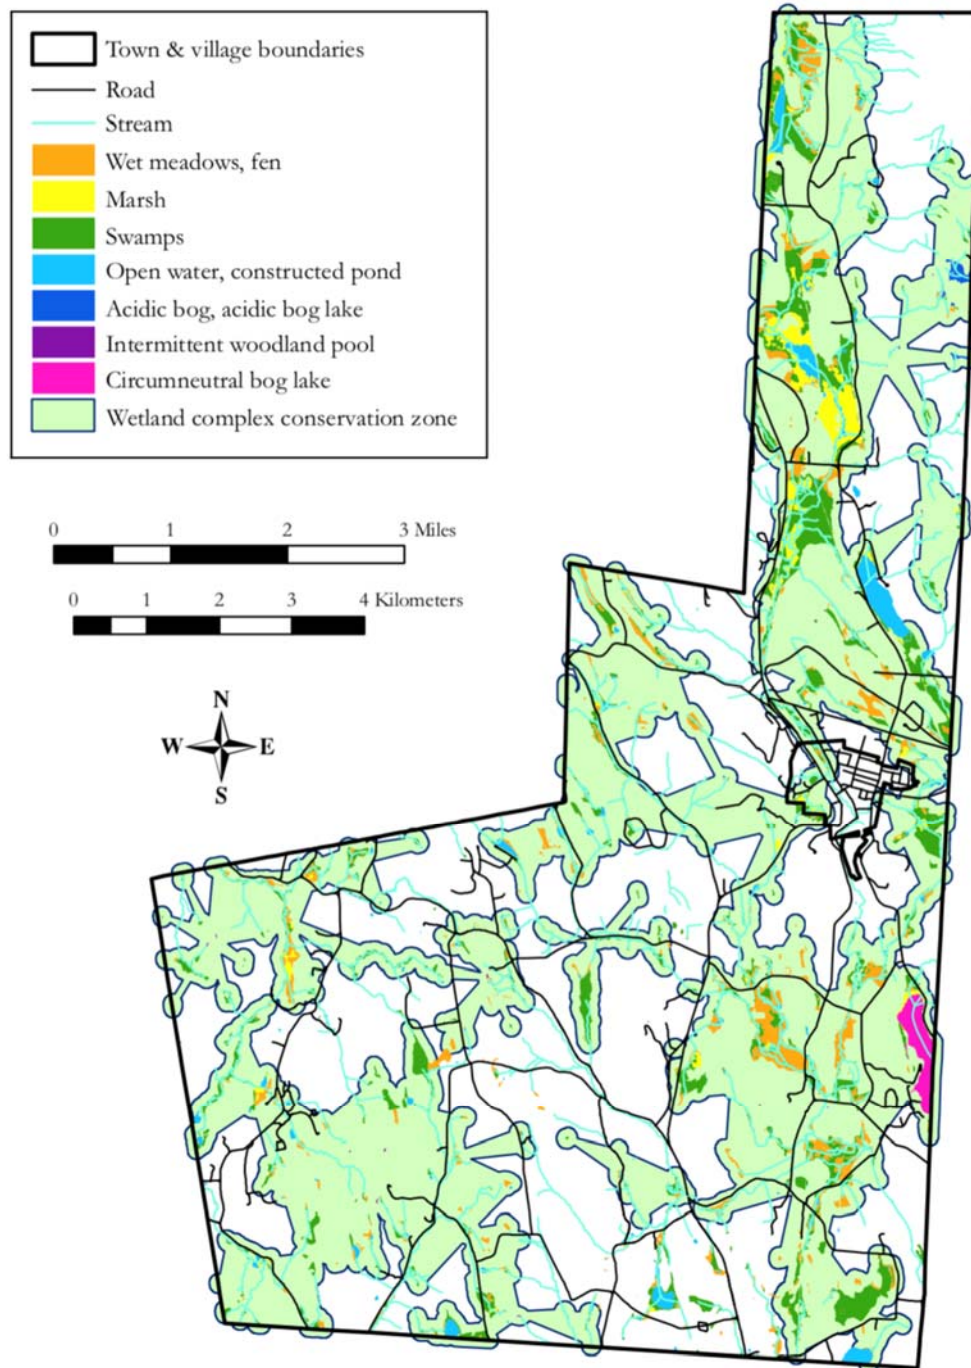 Town & village boundaries
Road
Stream
Wet meadows, fen
Marsh
Swamps
Open water, constructed pond
Acidic bog, acidic bog lake
Intermittent woodland pool
Circumneutral bog lake
Wetland complex conservation zone
0 1 2 3 Miles
0 1 2 3 4 Kilometers
N
W E
S